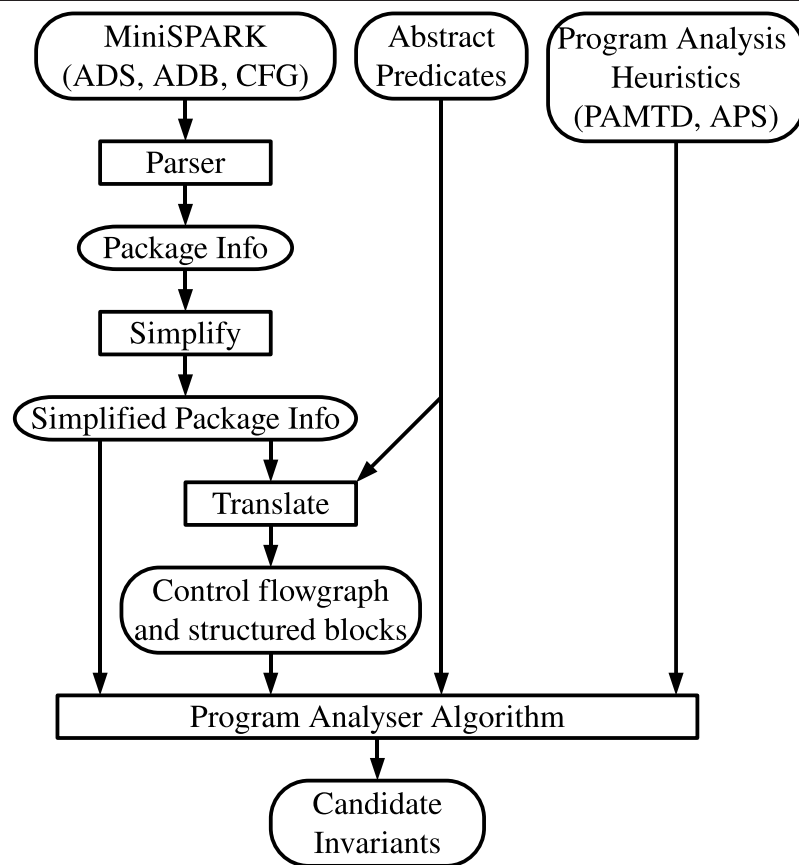 MiniSPARK
(ADS, ADB, CFG)
Abstract
Predicates
Program Analysis
Heuristics
(PAMTD, APS)
Parser
Package Info
Simplify
Simplified Package Info
Translate
Control flowgraph
and structured blocks
Program Analyser Algorithm
Candidate
Invariants